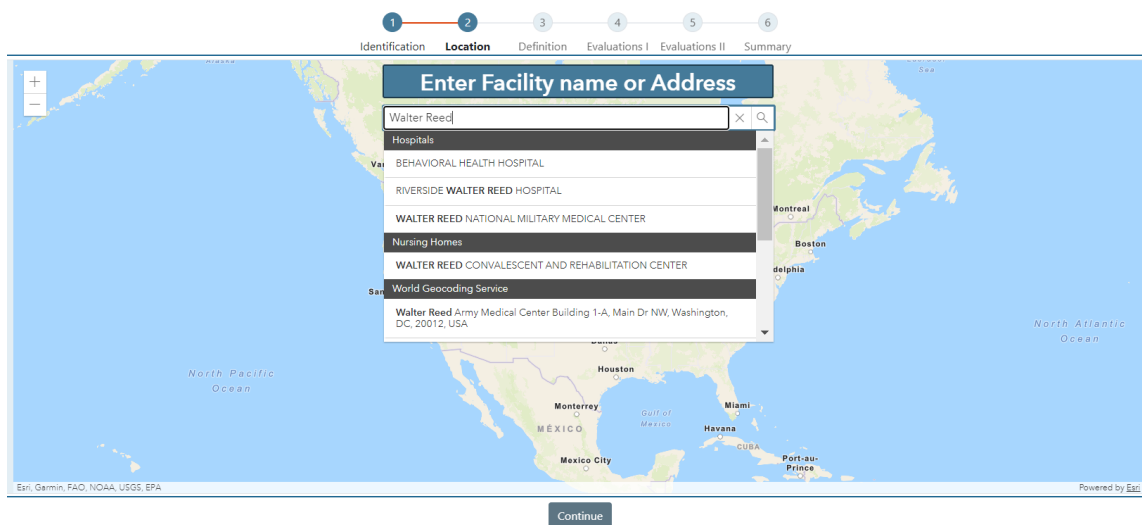 1
2
3
4
5
6
Identification
Location
Definition
Evaluations I
Evaluations II
Summary
+
−
Enter Facility name or Address
Walter Reed
Hospitals
BEHAVIORAL HEALTH HOSPITAL
RIVERSIDE WALTER REED HOSPITAL
WALTER REED NATIONAL MILITARY MEDICAL CENTER
Nursing Homes
WALTER REED CONVALESCENT AND REHABILITATION CENTER
World Geocoding Service
Walter Reed Army Medical Center Building 1-A, Main Dr NW, Washington,
DC, 20012, USA
Sea
Montreal
Boston
delphia
Van
San
North Atlantic
Ocean
North Pacific
Ocean
Houston
Monterrey
MÉXICO
Gulf of
Mexico
Miami
Havana
CUBA
Mexico City
Port-au-
Prince
Esri, Garmin, FAO, NOAA, USGS, EPA
Powered by Esri
Continue